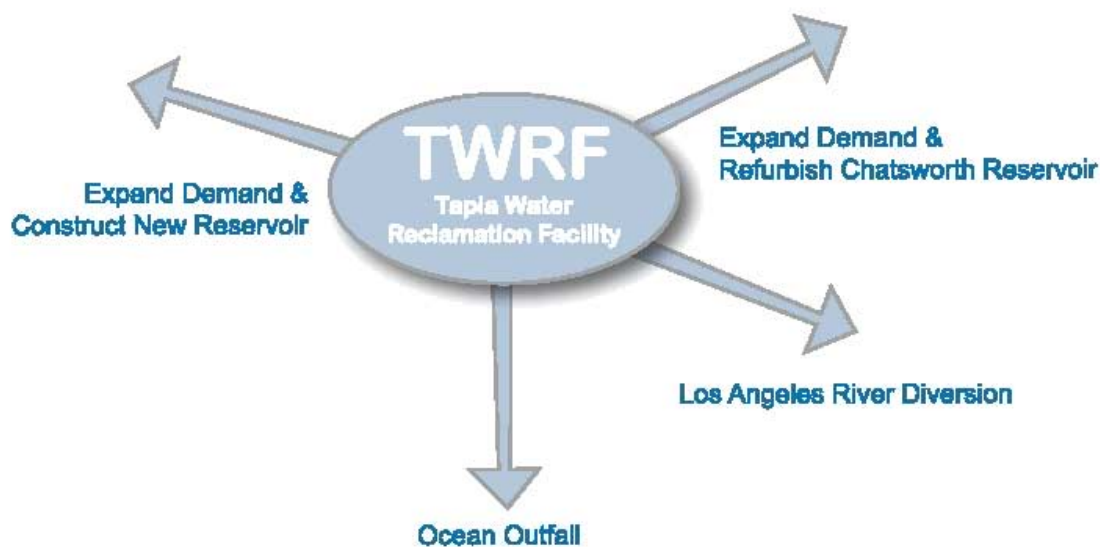 TWRF
Tapia Water
Reclamation Facility
Expand Demand &
Refurbish Chatsworth Reservoir
Expand Demand &
Construct New Reservoir
Los Angeles River Diversion
Ocean Outfall